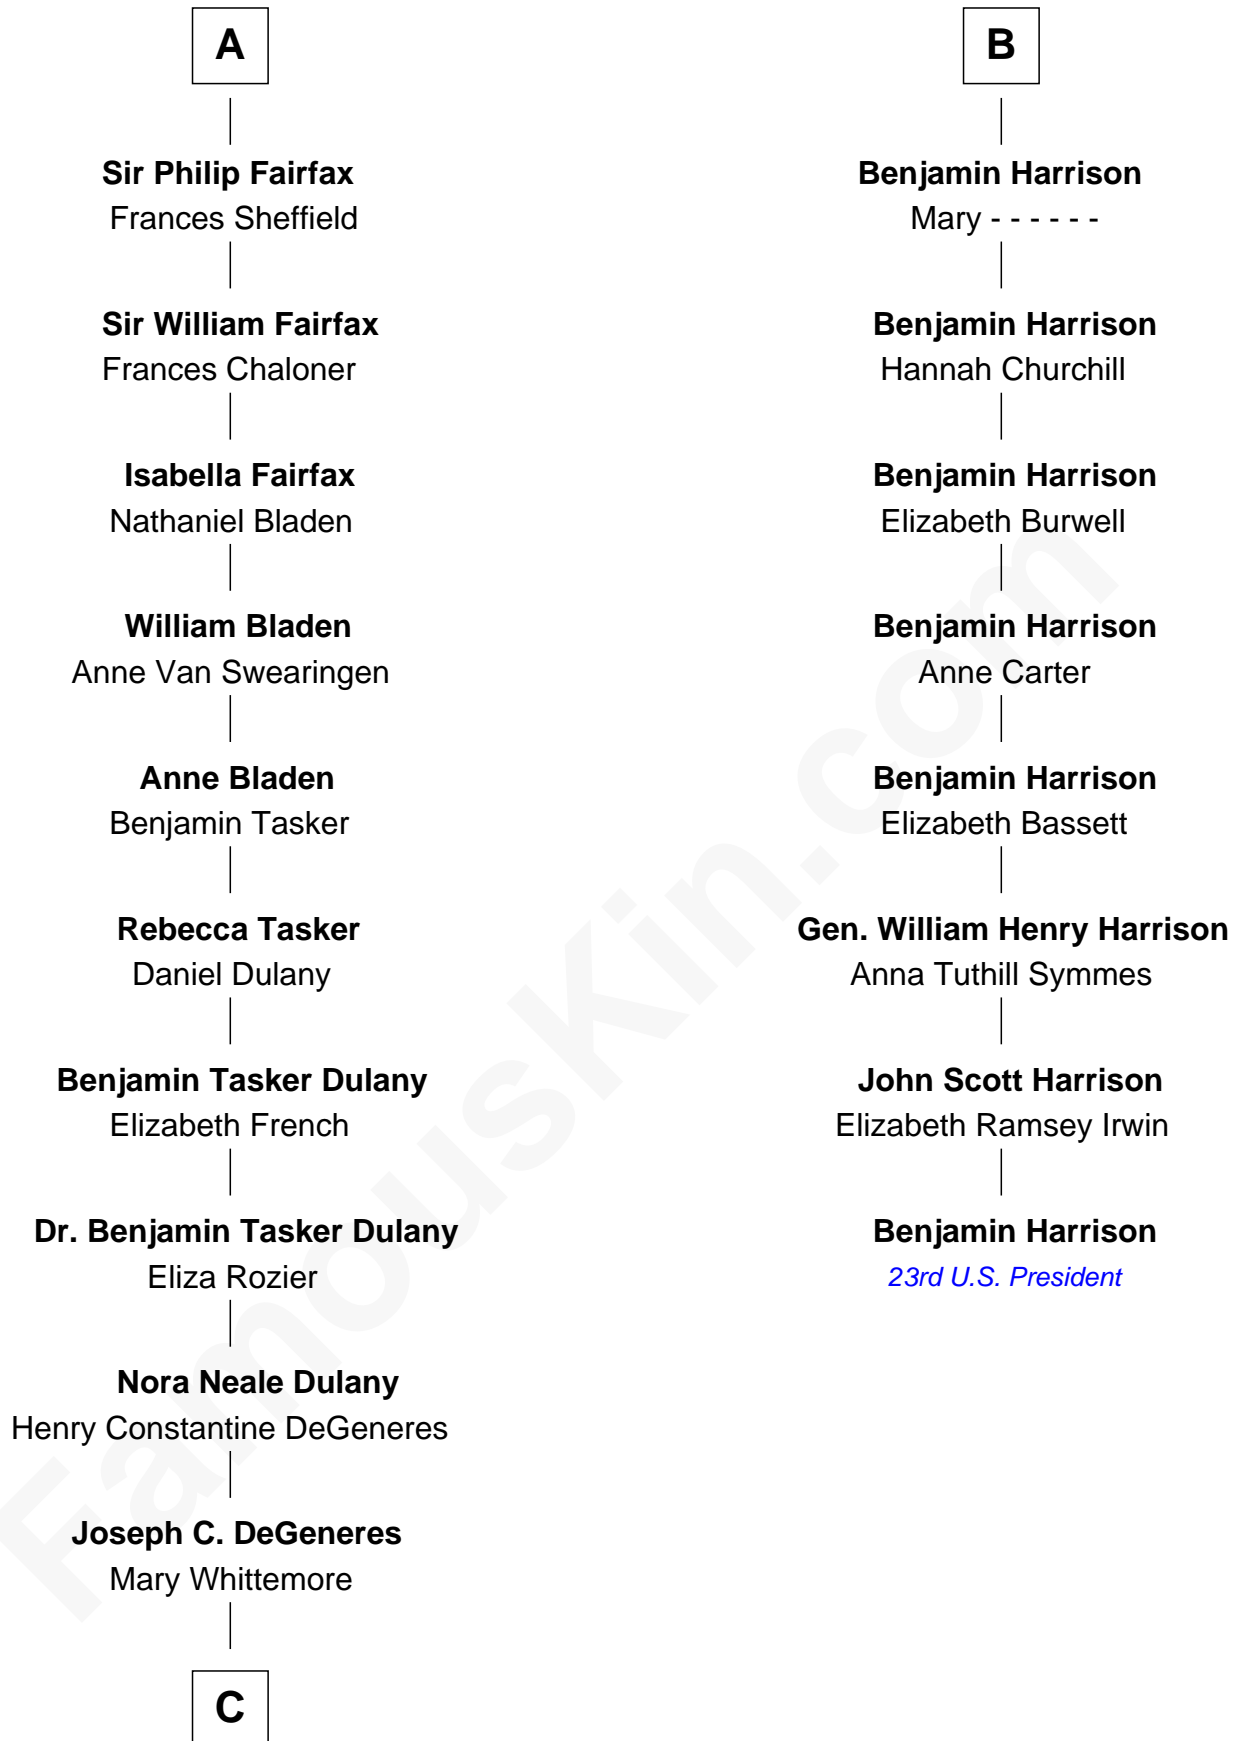 A
Sir Philip Fairfax
Frances Sheffield
Sir William Fairfax
Frances Chaloner
Isabella Fairfax
Nathaniel Bladen
William Bladen
Anne Van Swearingen
Anne Bladen
Benjamin Tasker
Rebecca Tasker
Daniel Dulany
Benjamin Tasker Dulany
Elizabeth French
Dr. Benjamin Tasker Dulany
Eliza Rozier
Nora Neale Dulany
Henry Constantine DeGeneres
Joseph C. DeGeneres
Mary Whittemore
C
B
Benjamin Harrison
Mary - - - - - -
Benjamin Harrison
Hannah Churchill
Benjamin Harrison
Elizabeth Burwell
Benjamin Harrison
Anne Carter
Benjamin Harrison
Elizabeth Bassett
Gen. William Henry Harrison
Anna Tuthill Symmes
John Scott Harrison
Elizabeth Ramsey Irwin
Benjamin Harrison
23rd U.S. President
FamousKin.com